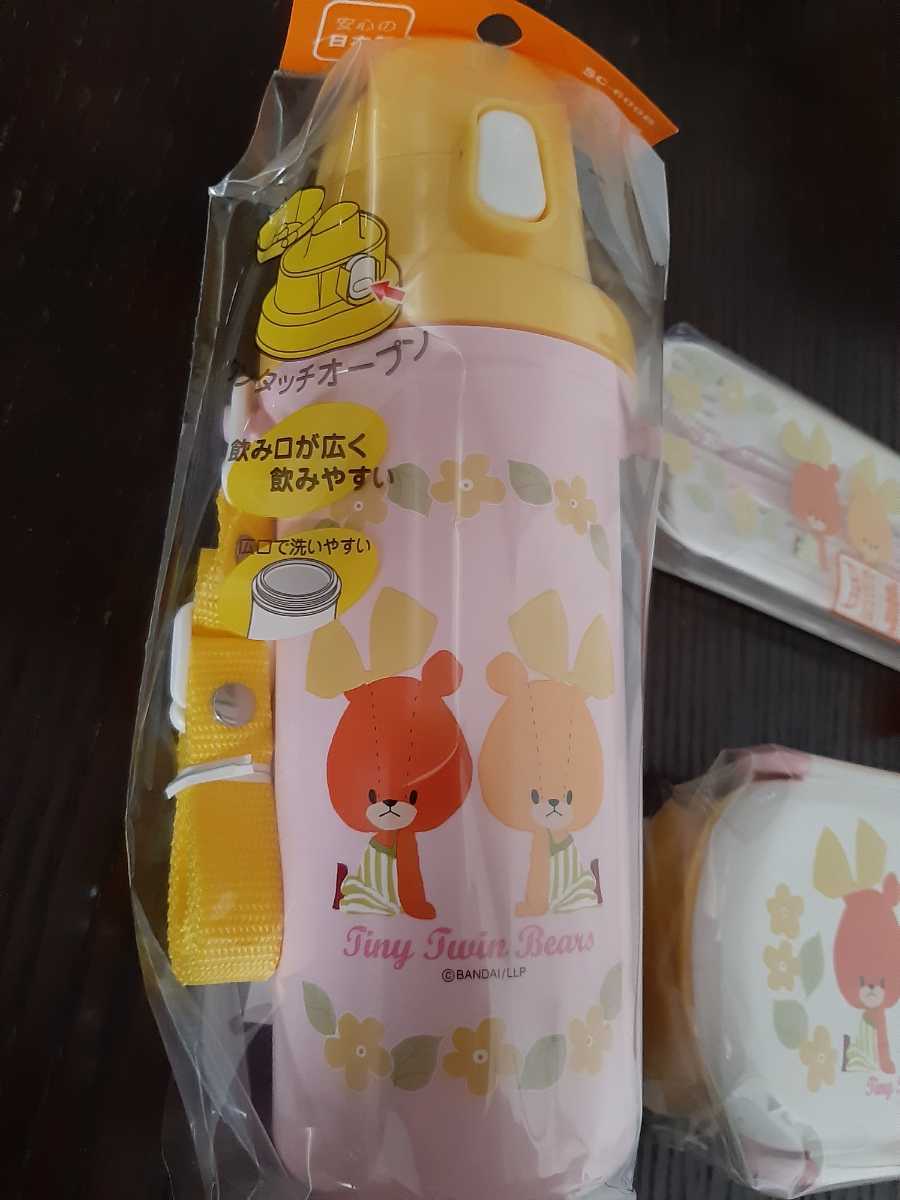 安心の
SC-600B
ワンタッチオープン
飲み口が広く
飲みやすい
広口で洗いやすい
Tiny Twin Bears
©BANDAI/LLP
Tiny